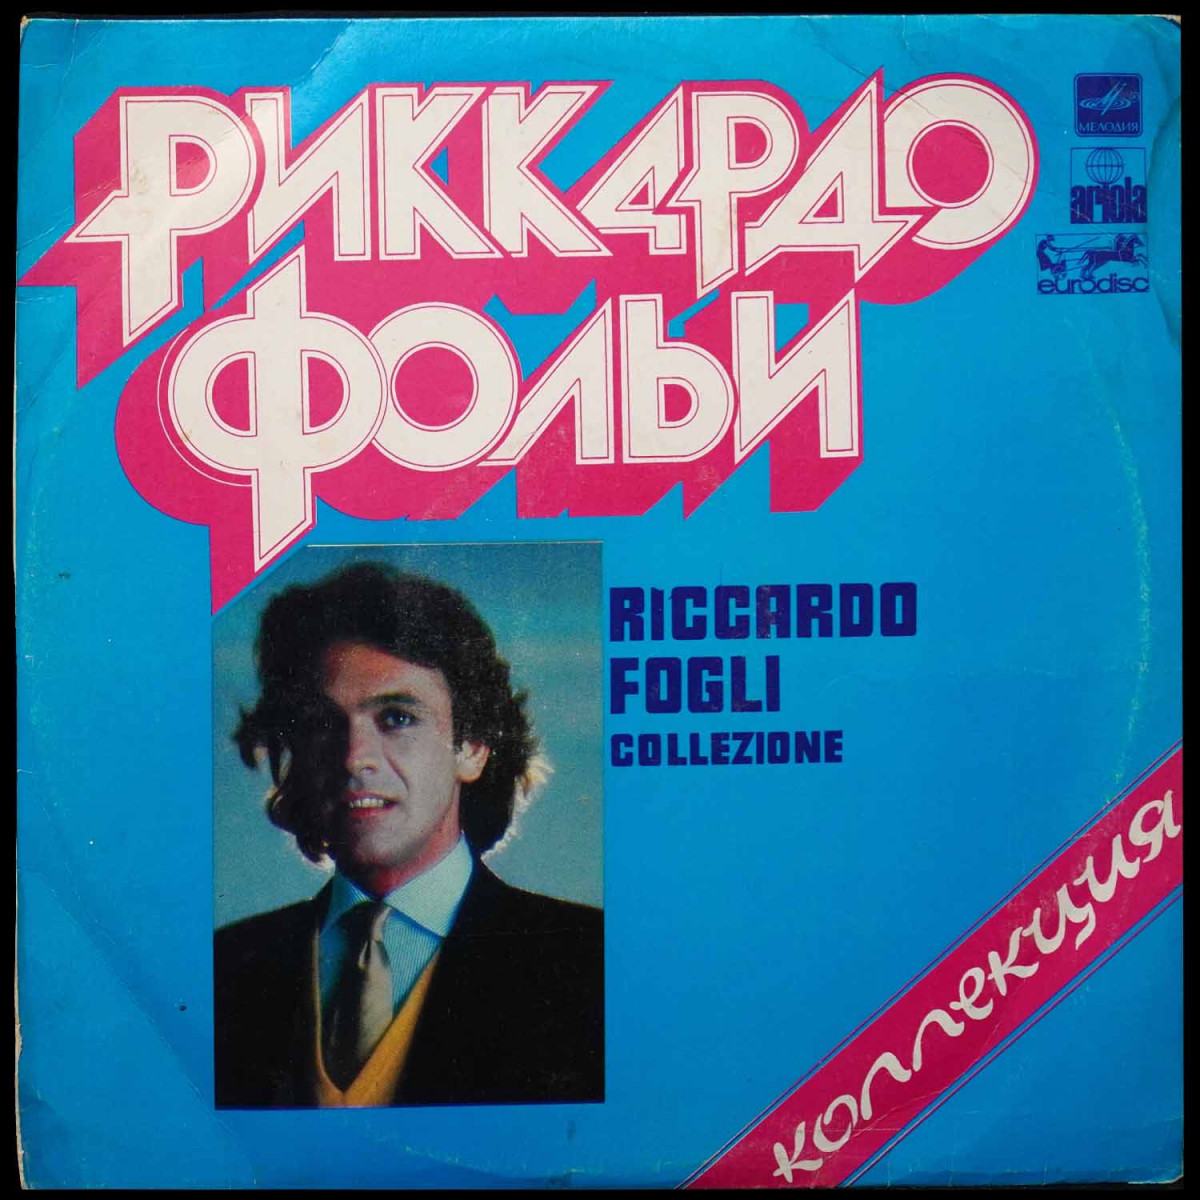 РИККАРДО
ФОЛЬИ
МЕЛОДИЯ
ariola
eurodisc
RICCARDO
FOGLI
COLLEZIONE
коллекция